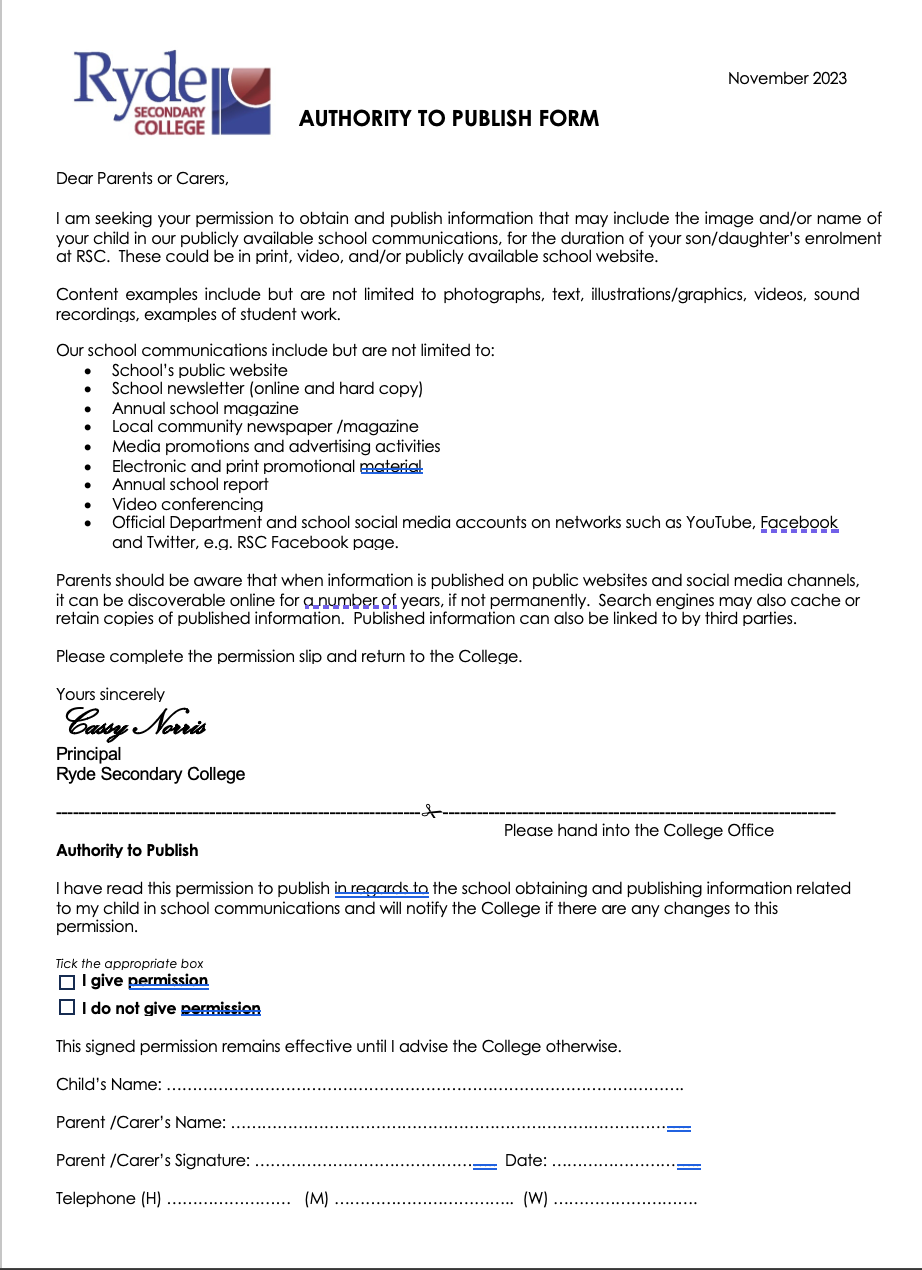 Ryde
SECONDARY
COLLEGE
November 2023
AUTHORITY TO PUBLISH FORM
Dear Parents or Carers,
I am seeking your permission to obtain and publish information that may include the image and/or name of
your child in our publicly available school communications, for the duration of your son/daughter's enrolment
at RSC.  These could be in print, video, and/or publicly available school website.
Content examples include but are not limited to photographs, text, illustrations/graphics, videos, sound
recordings, examples of student work.
Our school communications include but are not limited to:
• School's public website
• School newsletter (online and hard copy)
• Annual school magazine
• Local community newspaper /magazine
• Media promotions and advertising activities
• Electronic and print promotional material
• Annual school report
• Video conferencing
• Official Department and school social media accounts on networks such as YouTube, Facebook
and Twitter, e.g. RSC Facebook page.
Parents should be aware that when information is published on public websites and social media channels,
it can be discoverable online for a number of years, if not permanently.  Search engines may also cache or
retain copies of published information.  Published information can also be linked to by third parties.
Please complete the permission slip and return to the College.
Yours sincerely
Cassy Norris
Principal
Ryde Secondary College
Please hand into the College Office
Authority to Publish
I have read this permission to publish in regards to the school obtaining and publishing information related
to my child in school communications and will notify the College if there are any changes to this
permission.
Tick the appropriate box
☐ I give permission
☐ I do not give permission
This signed permission remains effective until I advise the College otherwise.
Child's Name: ……………………………………………………………………………………….
Parent /Carer's Name: …………………………………………………………………………
Parent /Carer's Signature: …………………………………… Date: ……………………
Telephone (H) ……………………  (M) ……………………………..  (W) ……………………….